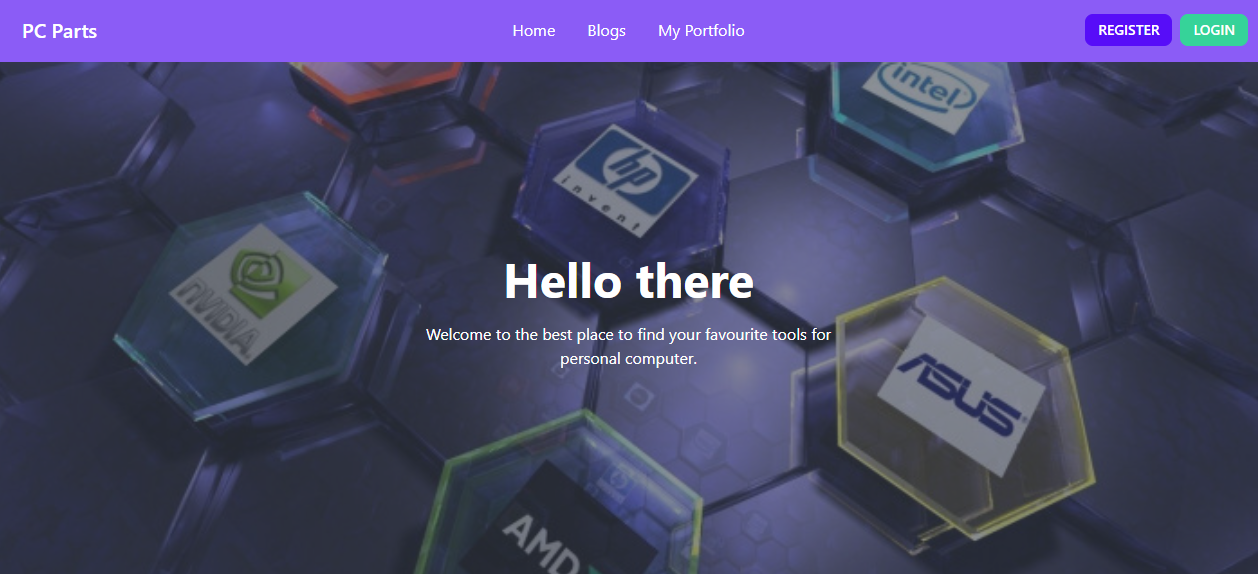 PC Parts
Home
Blogs
My Portfolio
REGISTER
LOGIN
intel
hp
invent
NVIDIA
Hello there
Welcome to the best place to find your favourite tools for
personal computer.
ASUS
AMD